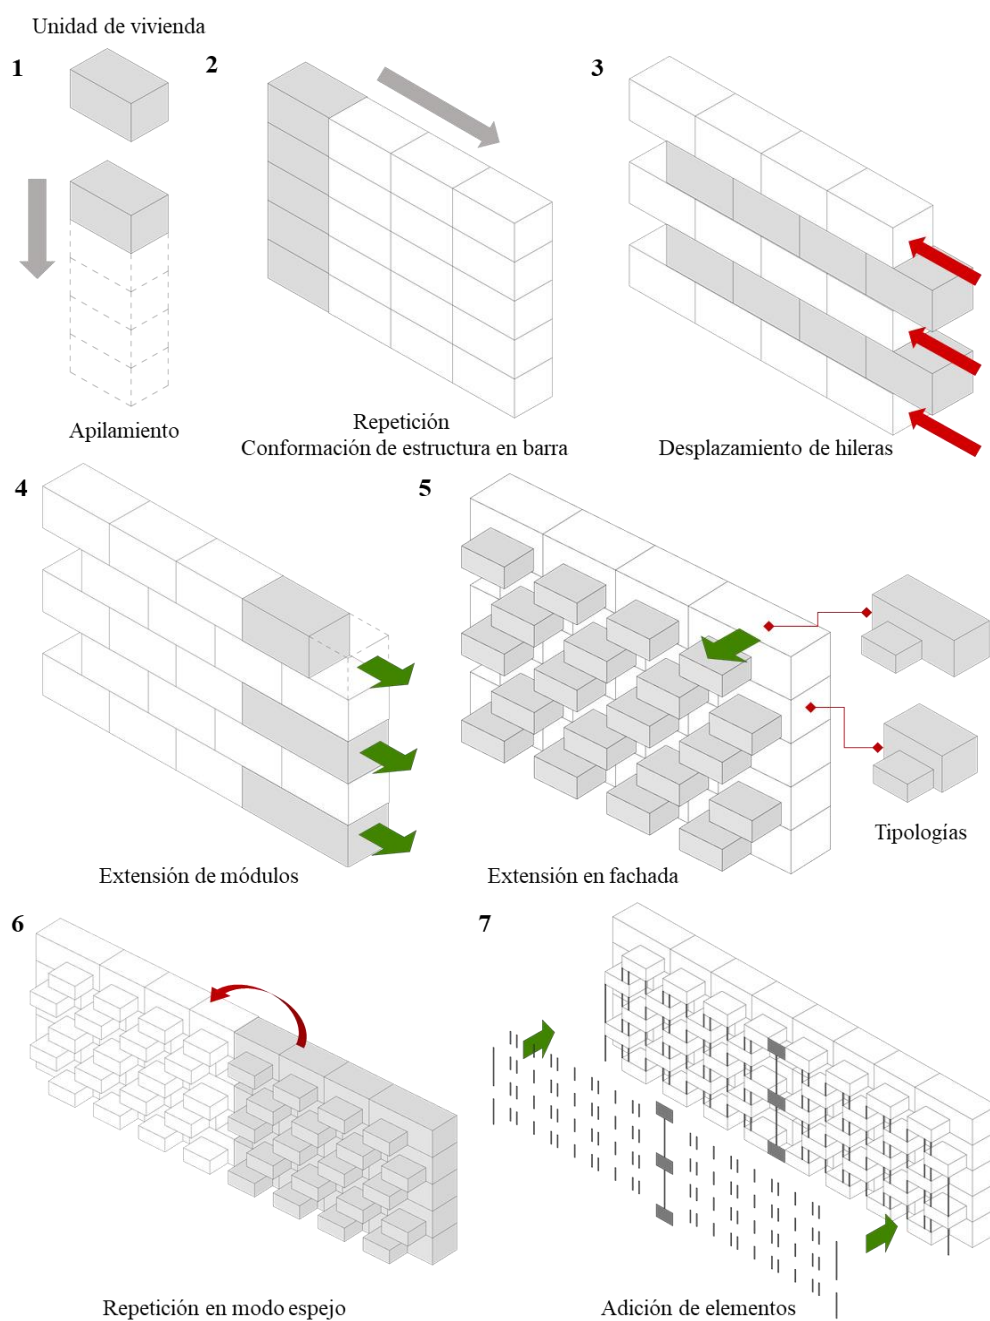 Unidad de vivienda
1
Apilamiento
2
Repetición
Conformación de estructura en barra
3
Desplazamiento de hileras
4
Extensión de módulos
5
Extensión en fachada
Tipologías
6
Repetición en modo espejo
7
Adición de elementos